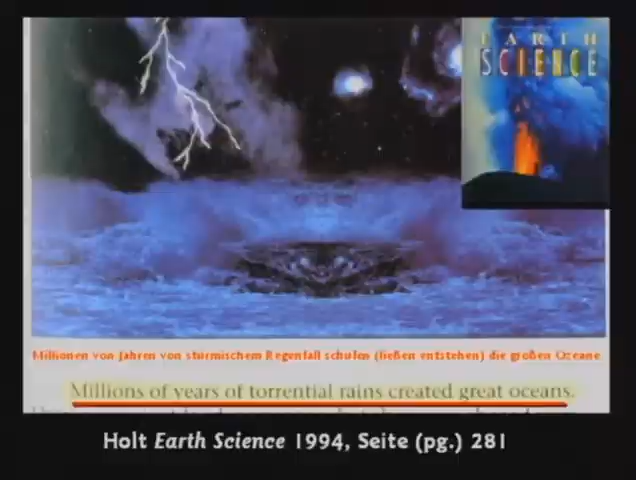 EARTH
SCIENCE
Millionen von Jahren von stürmischem Regenfall schufen (ließen entstehen) die großen Ozeane
Millions of years of torrential rains created great oceans.
Holt Earth Science 1994, Seite (pg.) 281